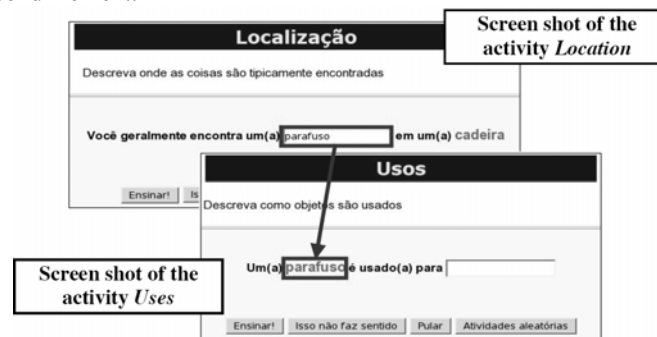 Localização
Screen shot of the
activity Location
Descreva onde as coisas são tipicamente encontradas
Você geralmente encontra um(a) parafuso em um(a) cadeira
Ensinar!
Usos
Descreva como objetos são usados
Um(a) parafuso é usado(a) para
Screen shot of the
activity Uses
Ensinar! Isso não faz sentido Pular Atividades aleatórias